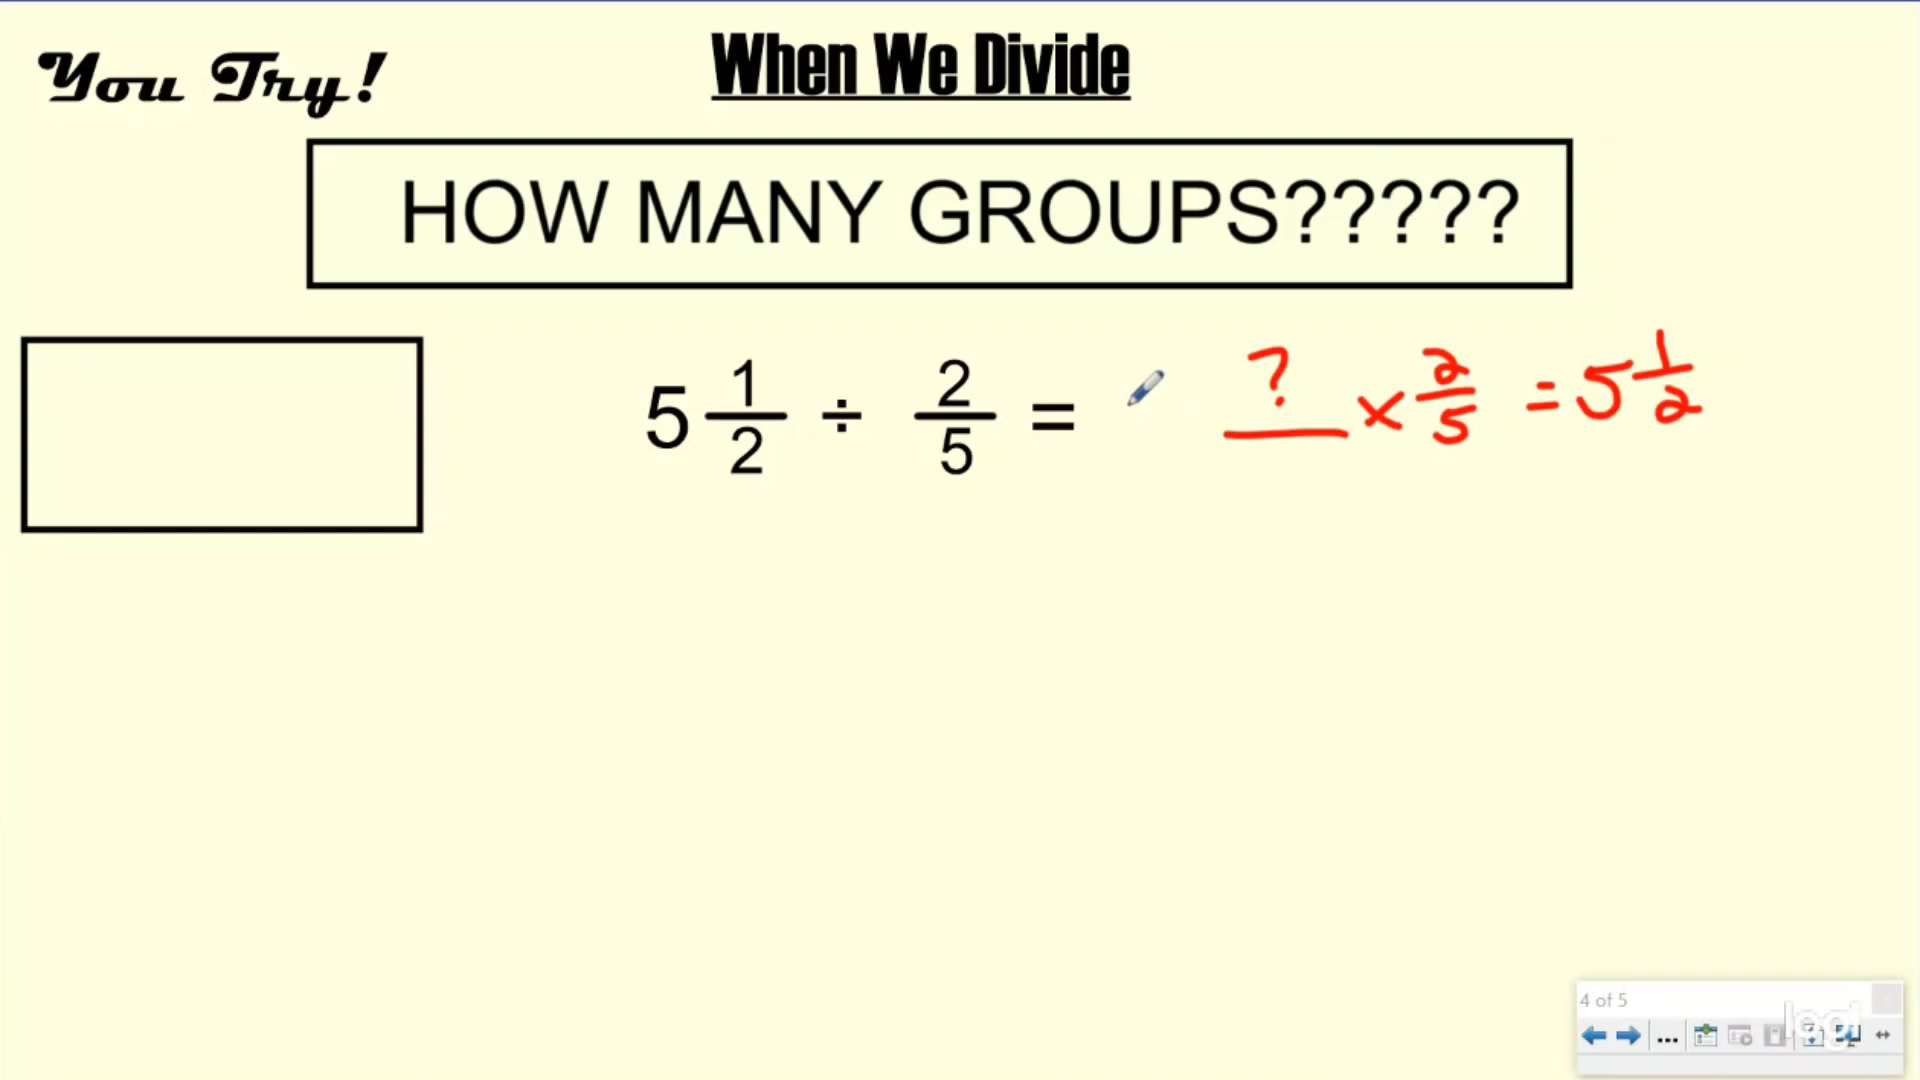 You Try!
When We Divide
HOW MANY GROUPS?????
5 1/2 ÷ 2/5 = ? × 2/5 = 5 1/2
4 of 5
logi
...